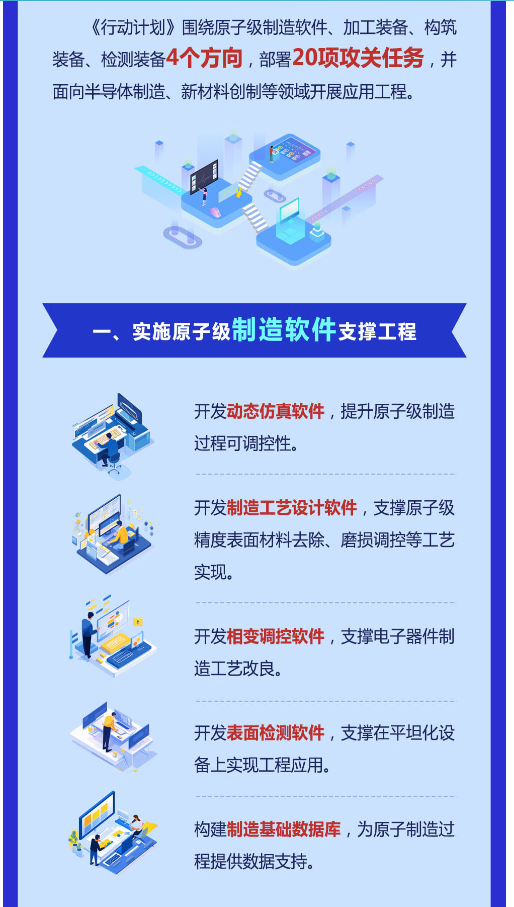 《行动计划》围绕原子级制造软件、加工装备、构筑
装备、检测装备4个方向，部署20项攻关任务，并
面向半导体制造、新材料创制等领域开展应用工程。
一、实施原子级制造软件支撑工程
开发动态仿真软件，提升原子级制造
过程可调控性。
开发制造工艺设计软件，支撑原子级
精度表面材料去除、磨损调控等工艺
实现。
开发相变调控软件，支撑电子器件制
造工艺改良。
开发表面检测软件，支撑在平坦化设
备上实现工程应用。
构建制造基础数据库，为原子制造过
程提供数据支持。